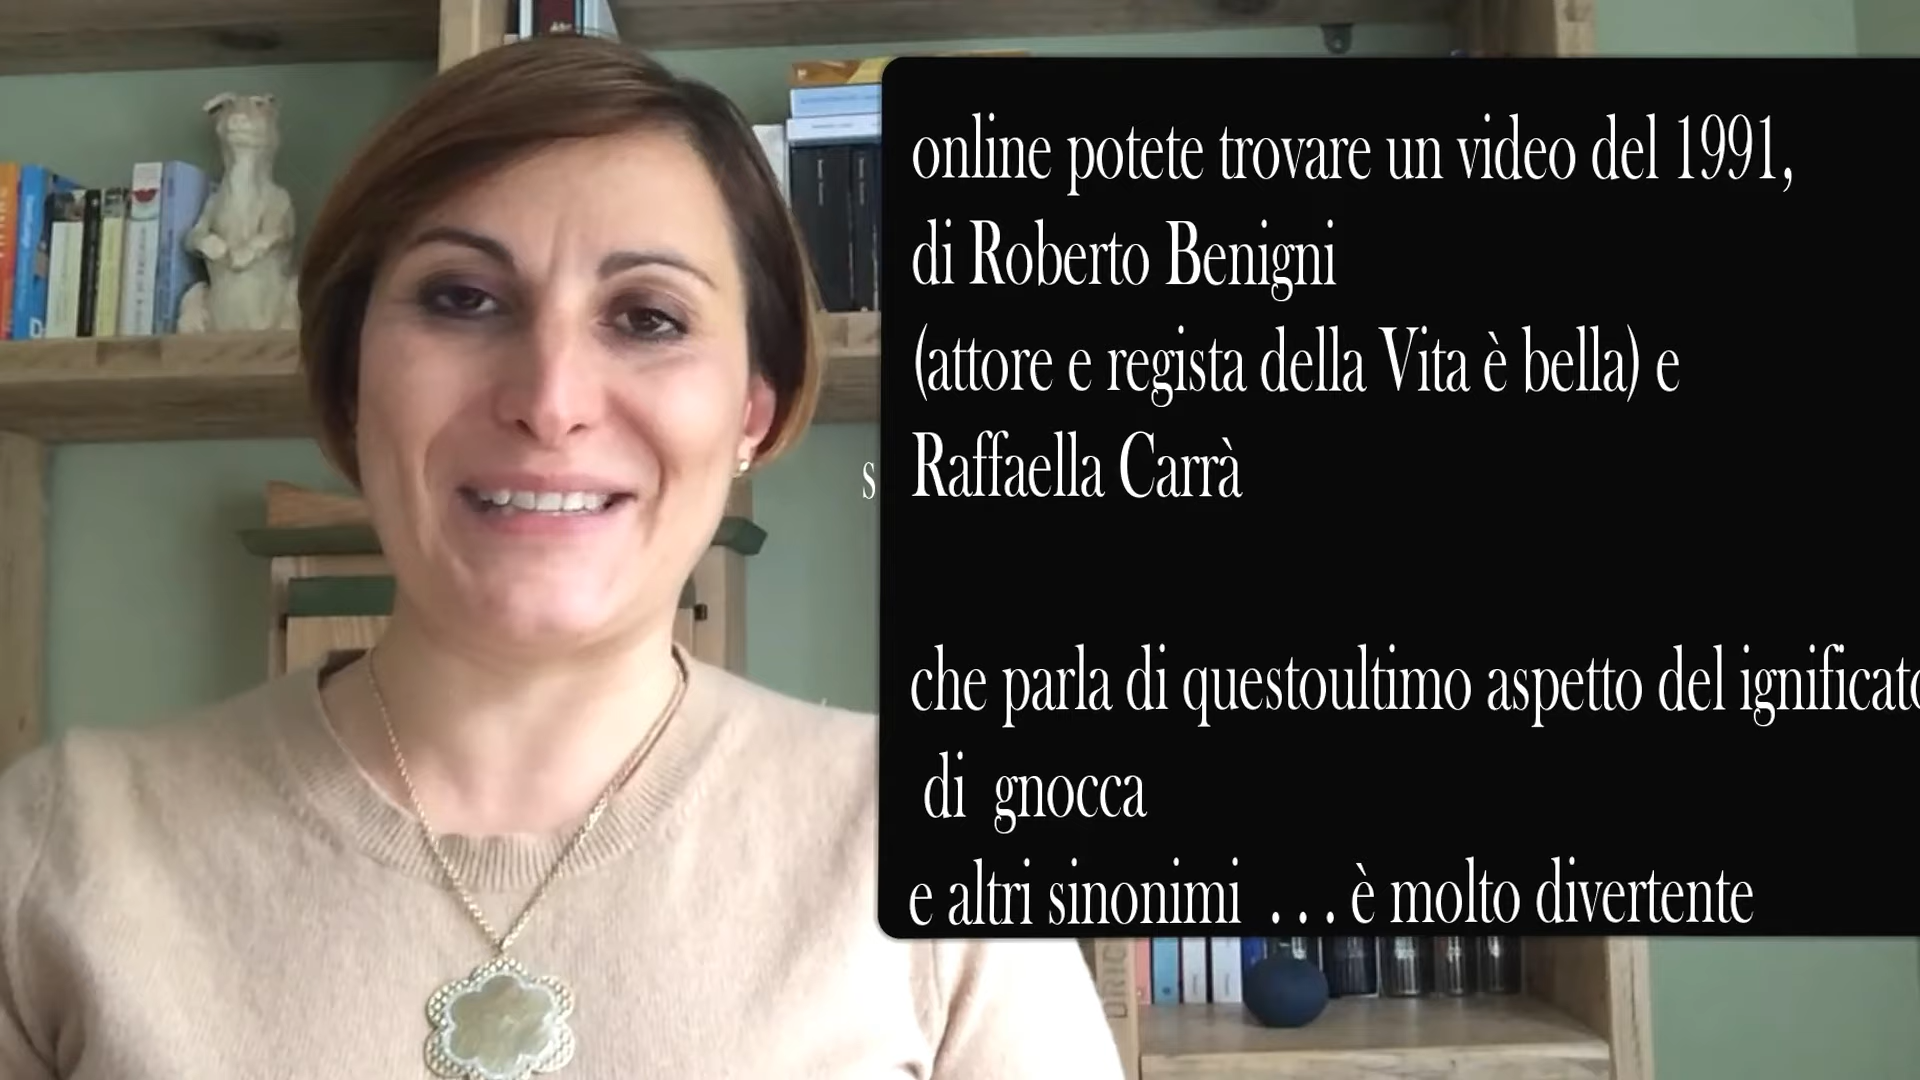 online potete trovare un video del 1991,
di Roberto Benigni
(attore e regista della Vita è bella) e
s
Raffaella Carrà
che parla di questoultimo aspetto del ignificato
di gnocca
e altri sinonimi . . . è molto divertente